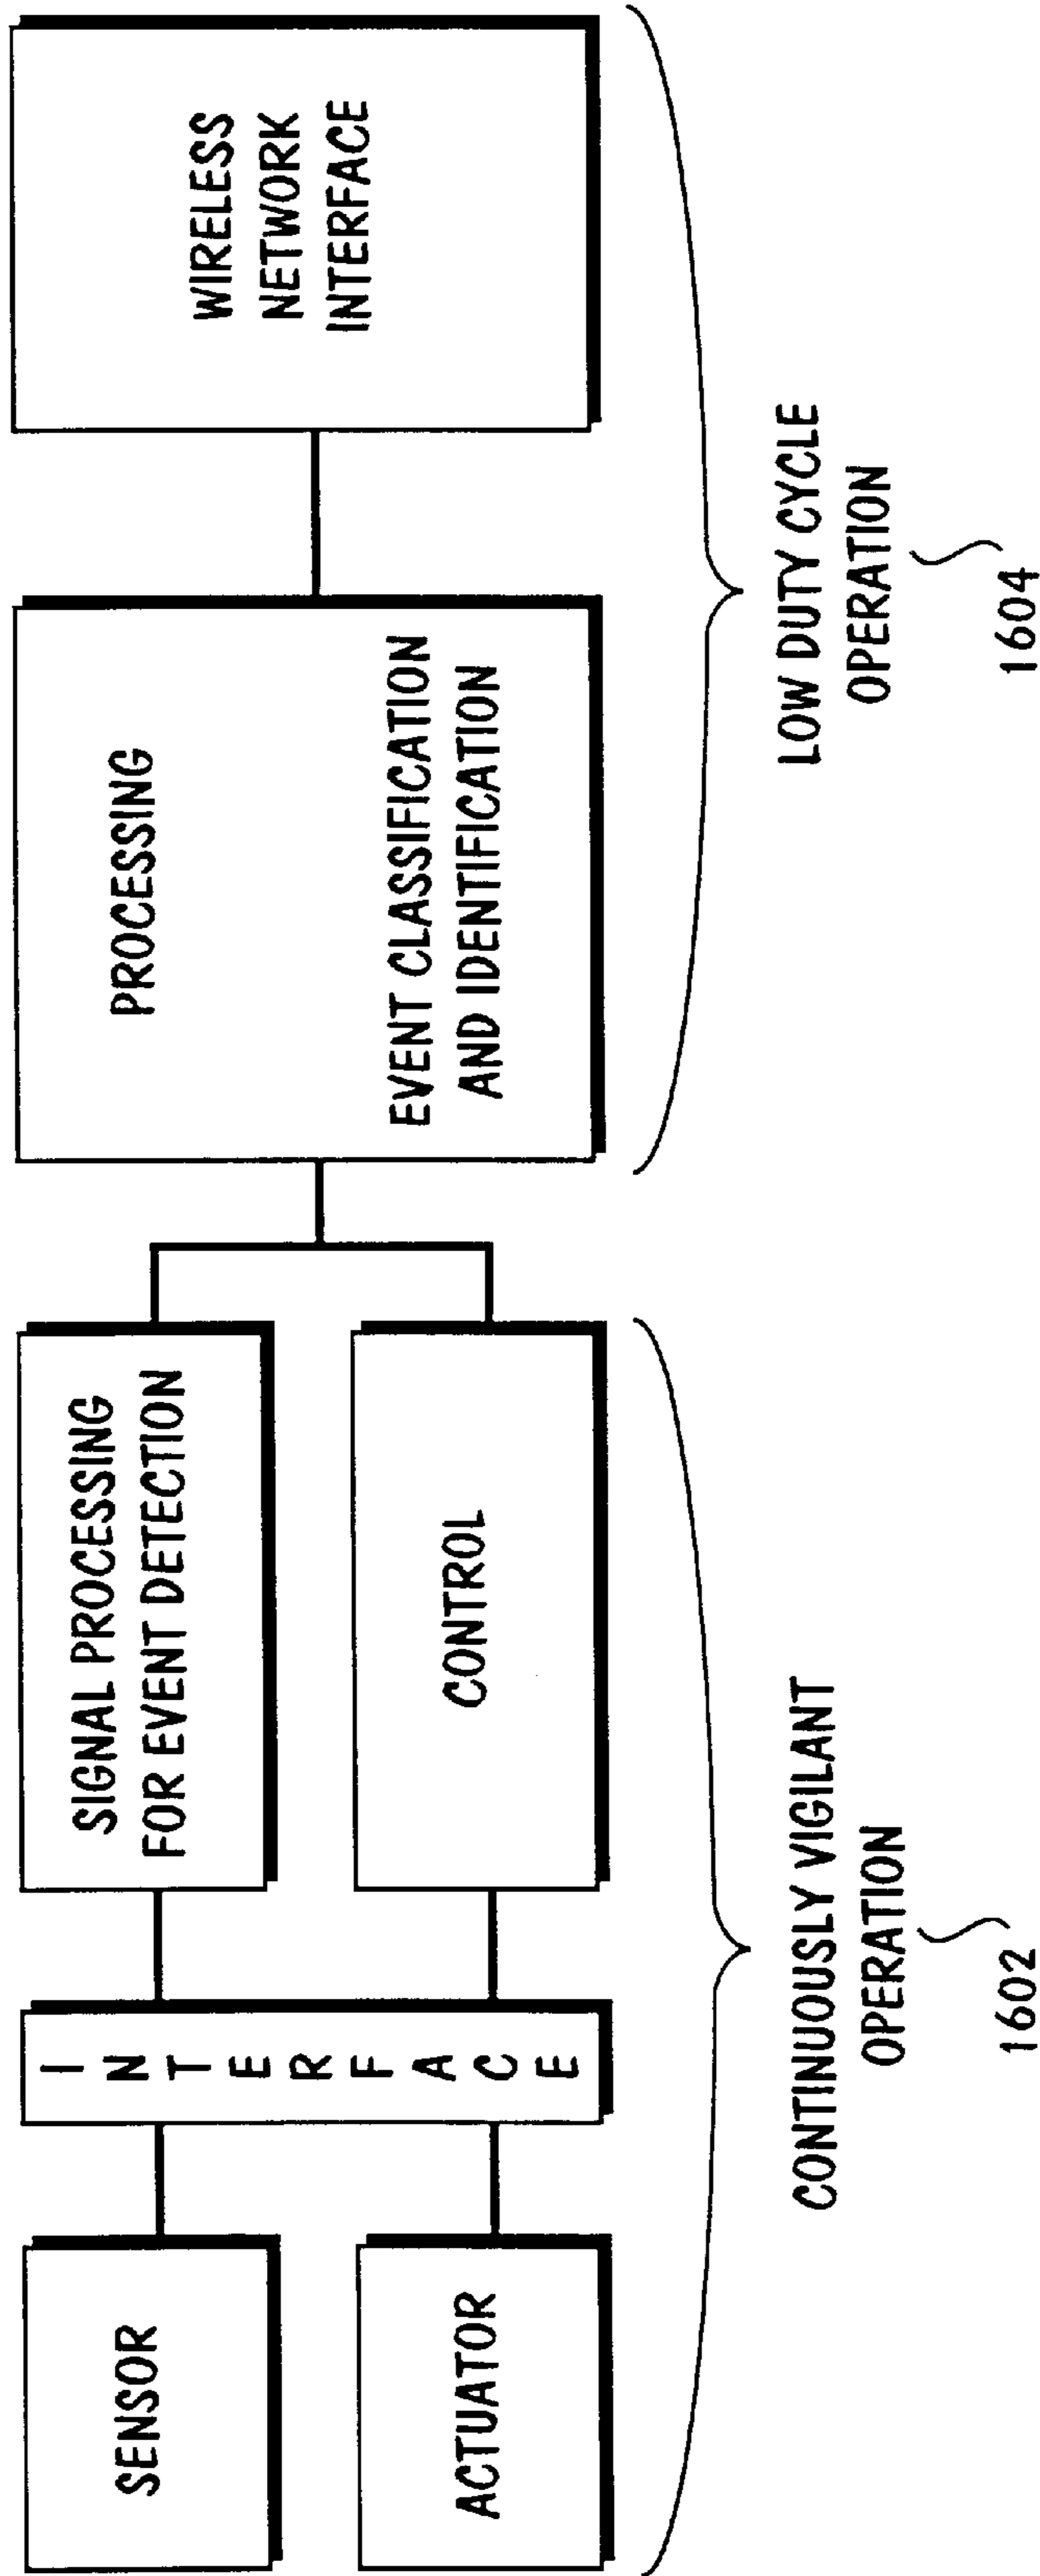 SENSOR
ACTUATOR
INTERFACE
SIGNAL PROCESSING
FOR EVENT DETECTION
CONTROL
PROCESSING
EVENT CLASSIFICATION
AND IDENTIFICATION
WIRELESS
NETWORK
INTERFACE
CONTINUOUSLY VIGILANT
OPERATION
1602
LOW DUTY CYCLE
OPERATION
1604